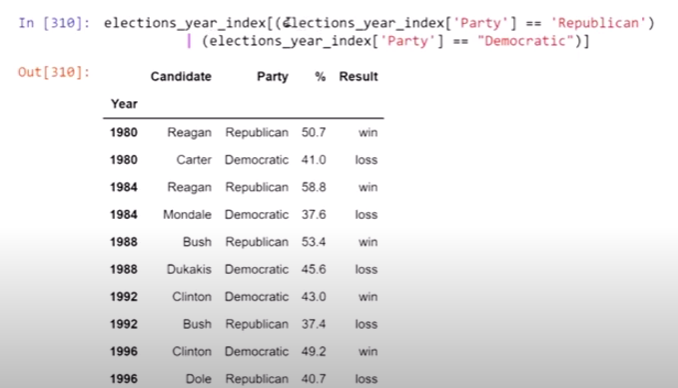 In [310]: elections_year_index[(elections_year_index['Party'] == 'Republican')
| (elections_year_index['Party'] == "Democratic")]
Out[310]:
Candidate Party % Result
Year
1980 Reagan Republican 50.7 win
1980 Carter Democratic 41.0 loss
1984 Reagan Republican 58.8 win
1984 Mondale Democratic 37.6 loss
1988 Bush Republican 53.4 win
1988 Dukakis Democratic 45.6 loss
1992 Clinton Democratic 43.0 win
1992 Bush Republican 37.4 loss
1996 Clinton Democratic 49.2 win
1996 Dole Republican 40.7 loss